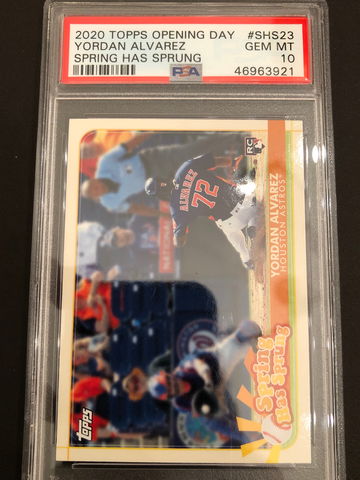 2020 TOPPS OPENING DAY #SHS23
YORDAN ALVAREZ GEM MT
SPRING HAS SPRUNG 10
PSA 46963921
RC
ALVAREZ
72
YORDAN ALVAREZ
HOUSTON ASTROS®
Spring
Has Sprung
Topps